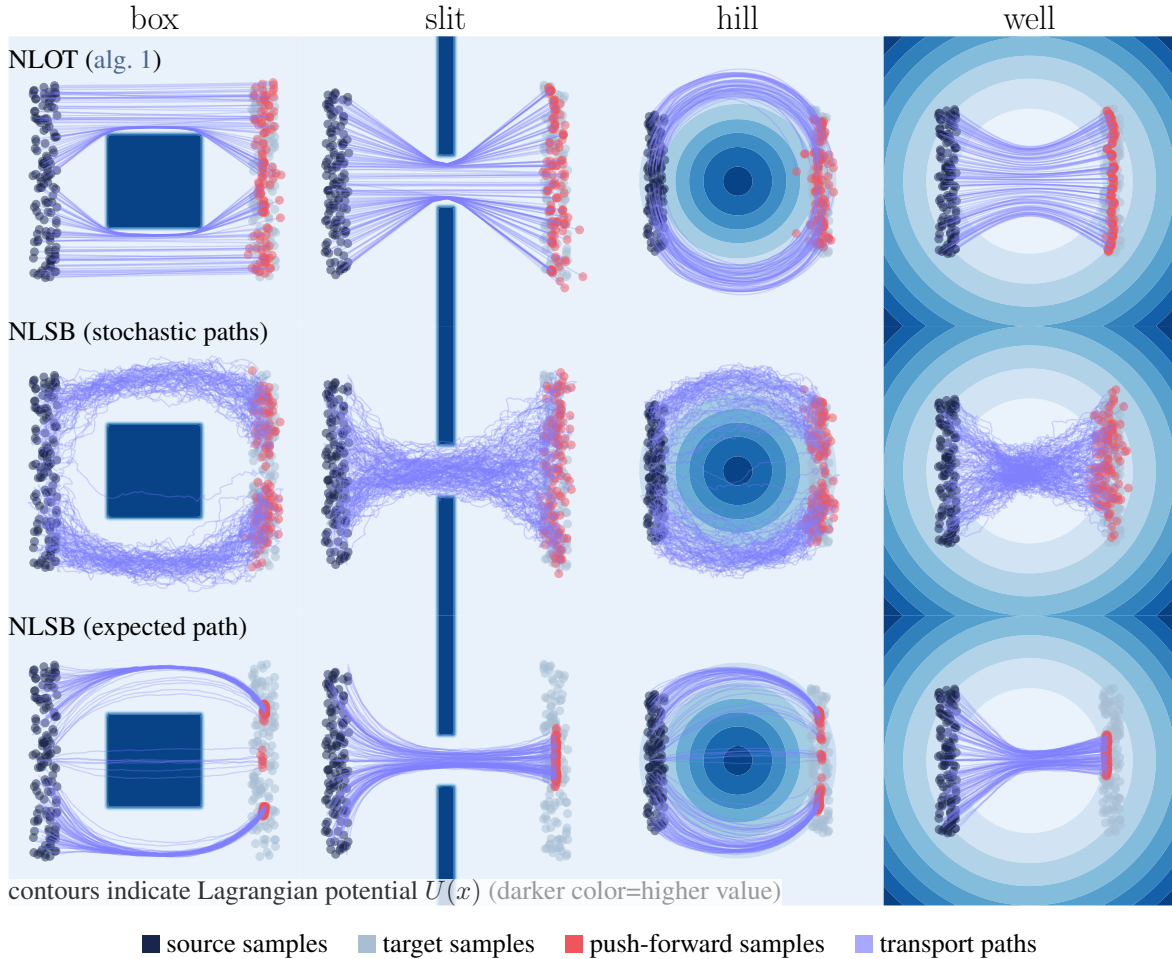 box slit hill well
NLOT (alg. 1)
NLSB (stochastic paths)
NLSB (expected path)
contours indicate Lagrangian potential U(x) (darker color=higher value)
source samples target samples push-forward samples transport paths